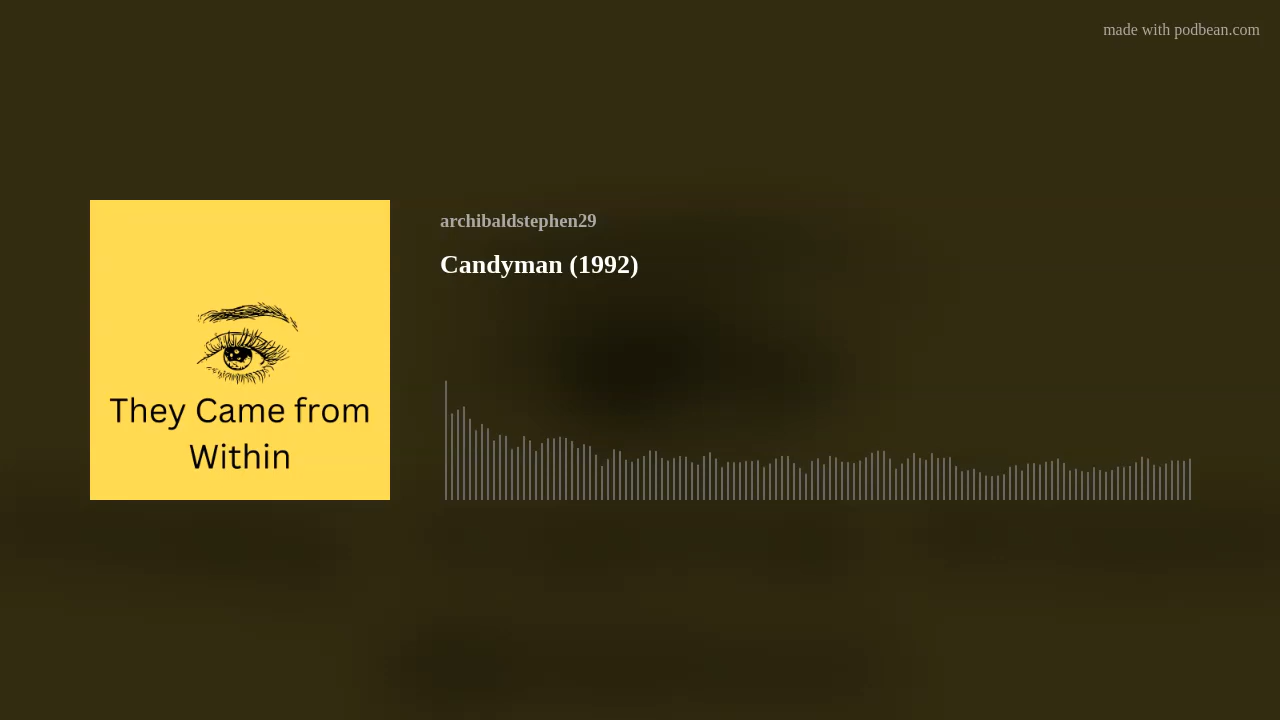 made with podbean.com
archibaldstephen29
Candyman (1992)
They Came from
Within